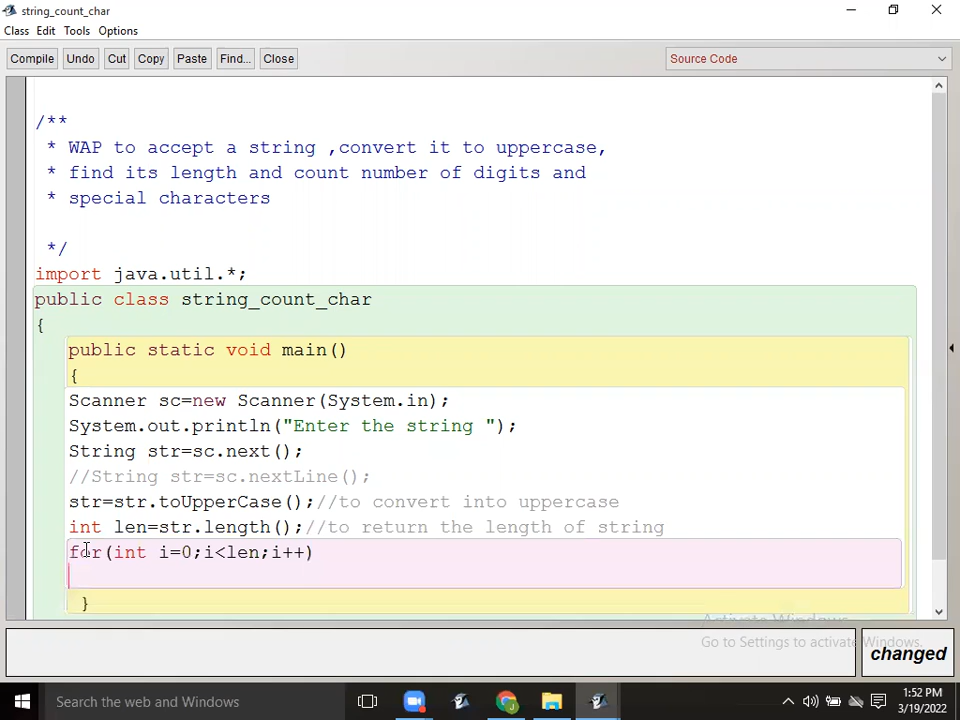 string_count_char
Class Edit Tools Options
Compile Undo Cut Copy Paste Find... Close Source Code
/**
* WAP to accept a string ,convert it to uppercase,
* find its length and count number of digits and
* special characters
*/
import java.util.*;
public class string_count_char
{
public static void main()
{
Scanner sc=new Scanner(System.in);
System.out.println("Enter the string ");
String str=sc.next();
//String str=sc.nextLine();
str=str.toUpperCase();//to convert into uppercase
int len=str.length();//to return the length of string
for(int i=0;i<len;i++)
}
Activate Windows
Go to Settings to activate Windows.
changed
Search the web and Windows
1:52 PM
3/19/2022